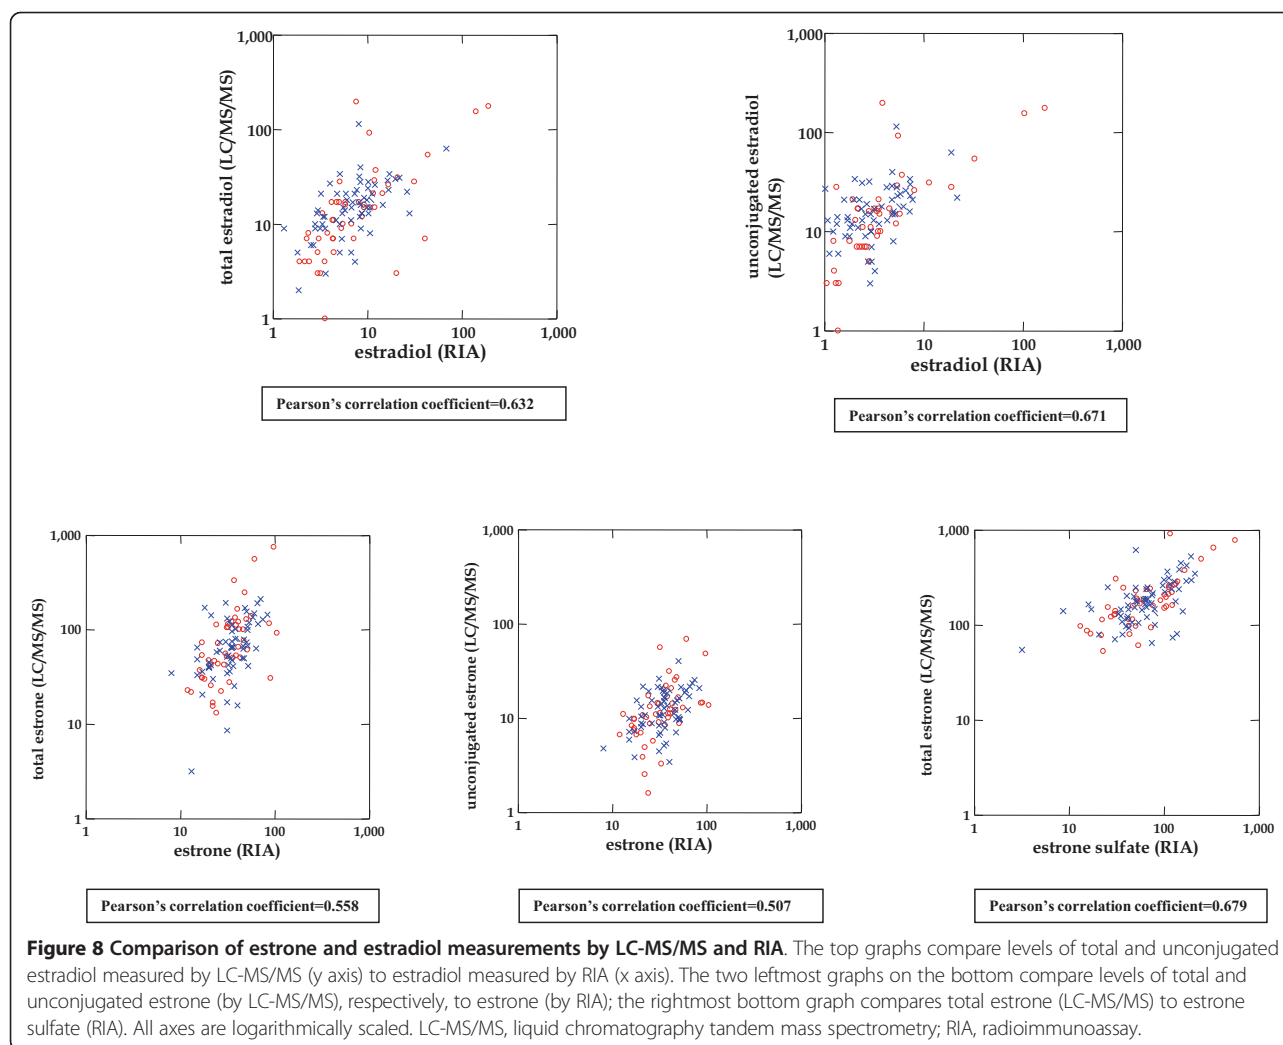 1,000
100
10
1
total estradiol (LC/MS/MS)
1 10 100 1,000
estradiol (RIA)
Pearson's correlation coefficient=0.632
1,000
100
10
1
unconjugated estradiol
(LC/MS/MS)
1 10 100 1,000
estradiol (RIA)
Pearson's correlation coefficient=0.671
1,000
100
10
1
total estrone (LC/MS/MS)
1 10 100 1,000
estrone (RIA)
Pearson's correlation coefficient=0.558
1,000
100
10
1
unconjugated estrone (LC/MS/MS)
1 10 100 1,000
estrone (RIA)
Pearson's correlation coefficient=0.507
1,000
100
10
1
total estrone (LC/MS/MS)
1 10 100 1,000
estrone sulfate (RIA)
Pearson's correlation coefficient=0.679
Figure 8 Comparison of estrone and estradiol measurements by LC-MS/MS and RIA. The top graphs compare levels of total and unconjugated
estradiol measured by LC-MS/MS (y axis) to estradiol measured by RIA (x axis). The two leftmost graphs on the bottom compare levels of total and
unconjugated estrone (by LC-MS/MS), respectively, to estrone (by RIA); the rightmost bottom graph compares total estrone (LC-MS/MS) to estrone
sulfate (RIA). All axes are logarithmically scaled. LC-MS/MS, liquid chromatography tandem mass spectrometry; RIA, radioimmunoassay.